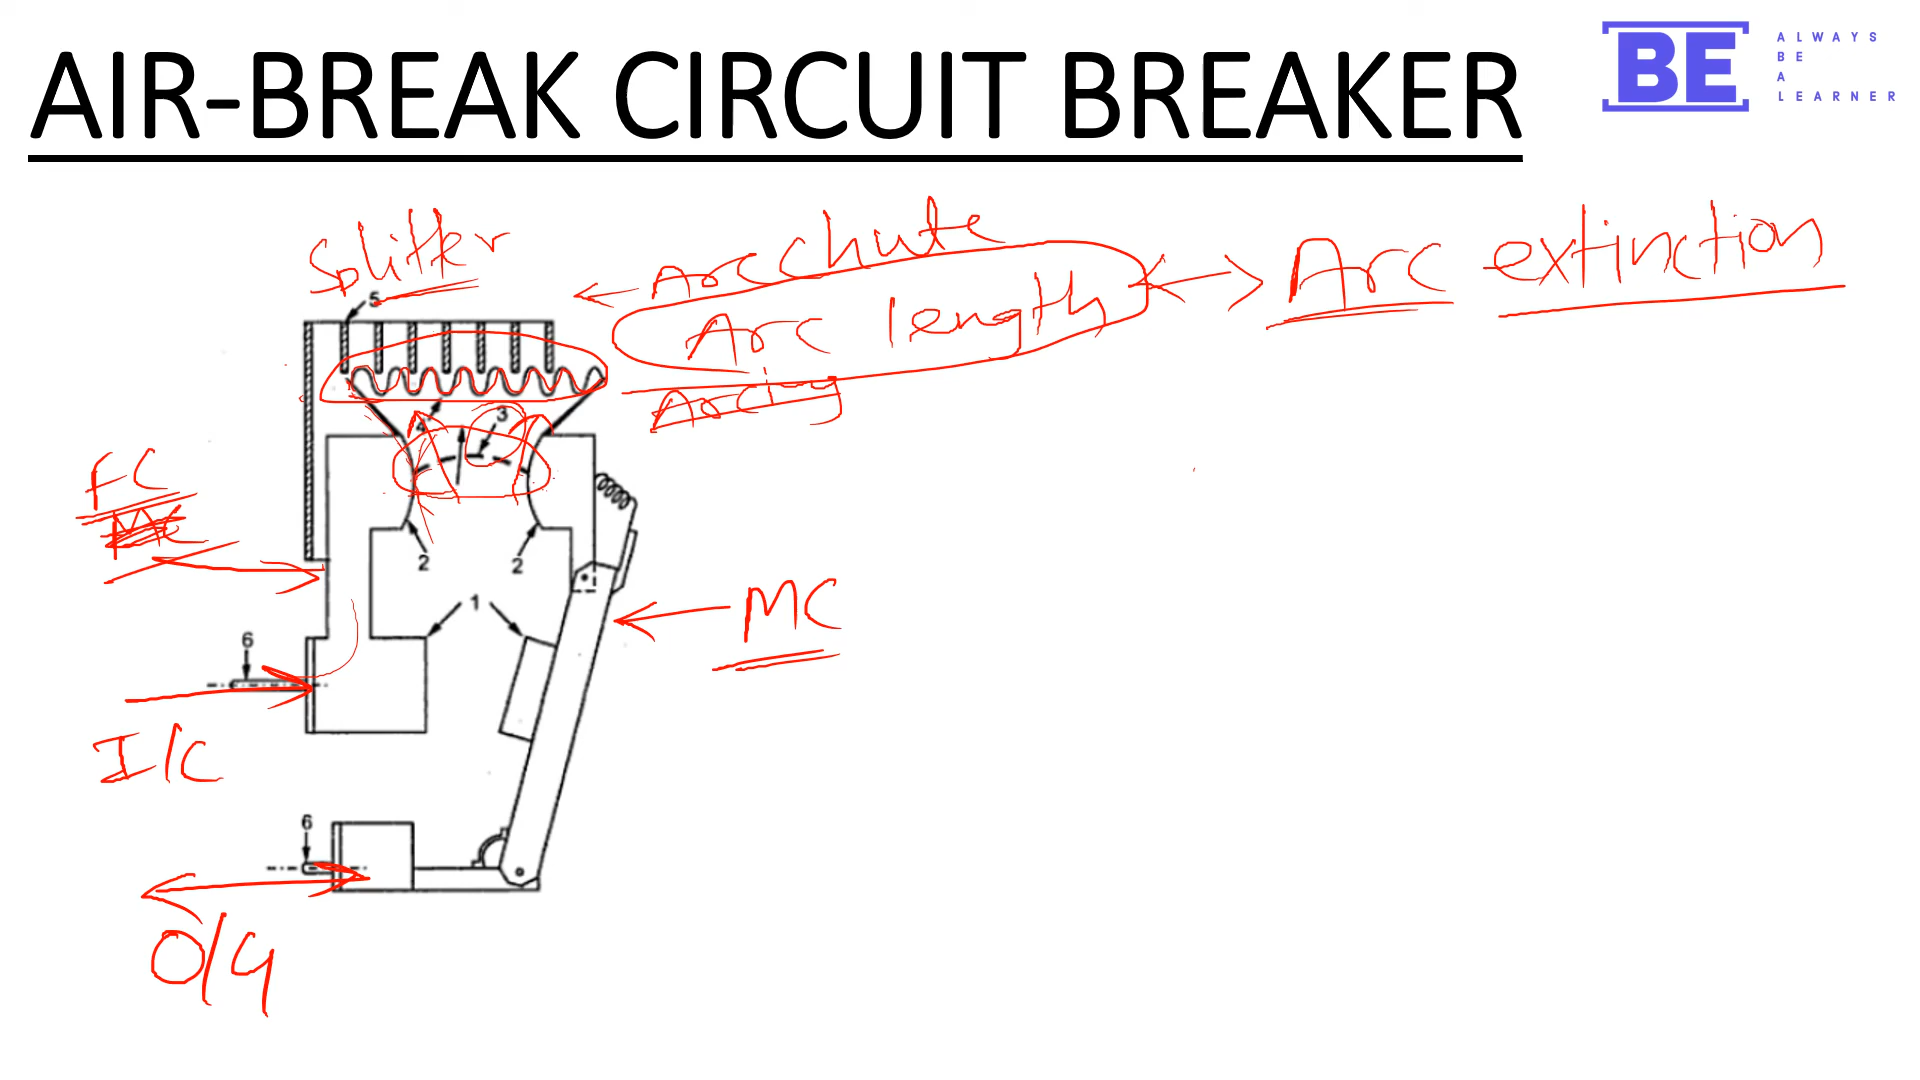 AIR-BREAK CIRCUIT BREAKER
BE
ALWAYS
BE
A
LEARNER
Splitter
Arc chute
Arc length
Arc extinction
Arcing
5
4
3
FC
MC
2
2
1
MC
6
I/C
6
O/G